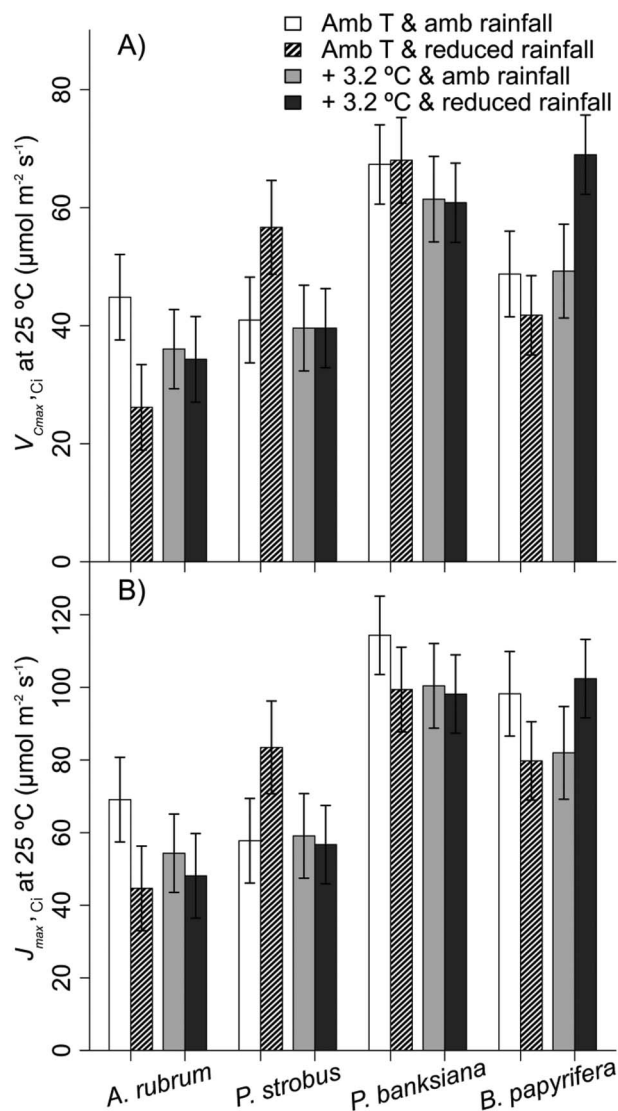 A)
Amb T & amb rainfall
Amb T & reduced rainfall
+ 3.2 ºC & amb rainfall
+ 3.2 ºC & reduced rainfall
80
60
40
20
0
V Cmax, Ci at 25 ºC (µmol m-2 s-1)
B)
120
100
80
60
40
20
0
J max, Ci at 25 ºC (µmol m-2 s-1)
A. rubrum
P. strobus
P. banksiana
B. papyrifera